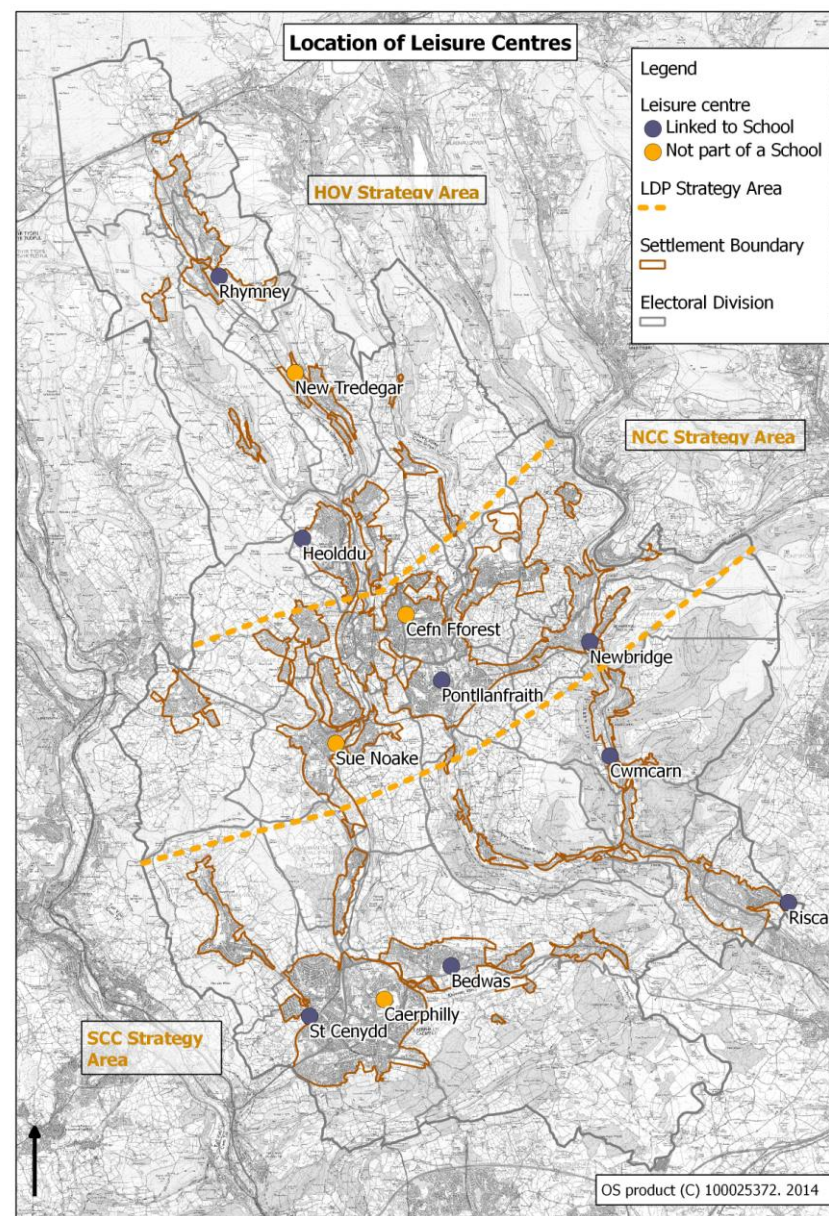 Location of Leisure Centres
Legend
Leisure centre
Linked to School
Not part of a School
LDP Strategy Area
Settlement Boundary
Electoral Division
HOV Strategy Area
NCC Strategy Area
Rhymney
New Tredegar
Heolddu
Cefn Fforest
Newbridge
Pontllanfraith
Sue Noake
Cwmcarn
Risca
Bedwas
Caerphilly
St Cenydd
SCC Strategy
Area
OS product (C) 100025372. 2014